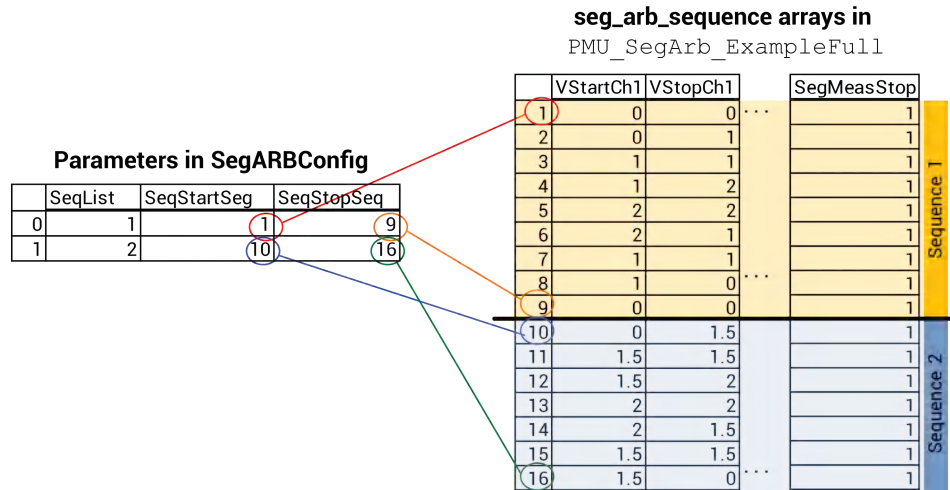 seg_arb_sequence arrays in
PMU_SegArb_ExampleFull
VStartCh1 VStopCh1 SegMeasStop
1 0 0 ... 1
2 0 1 1
3 1 1 1
4 1 2 1
5 2 2 1
6 2 1 1
7 1 1 1
8 1 0 ... 1
9 0 0 1
Sequence 1
10 0 1.5 1
11 1.5 1.5 1
12 1.5 2 1
13 2 2 1
14 2 1.5 1
15 1.5 1.5 1
16 1.5 0 ... 1
Sequence 2
Parameters in SegARBConfig
SeqList SeqStartSeg SeqStopSeq
0 1 1 9
1 2 10 16